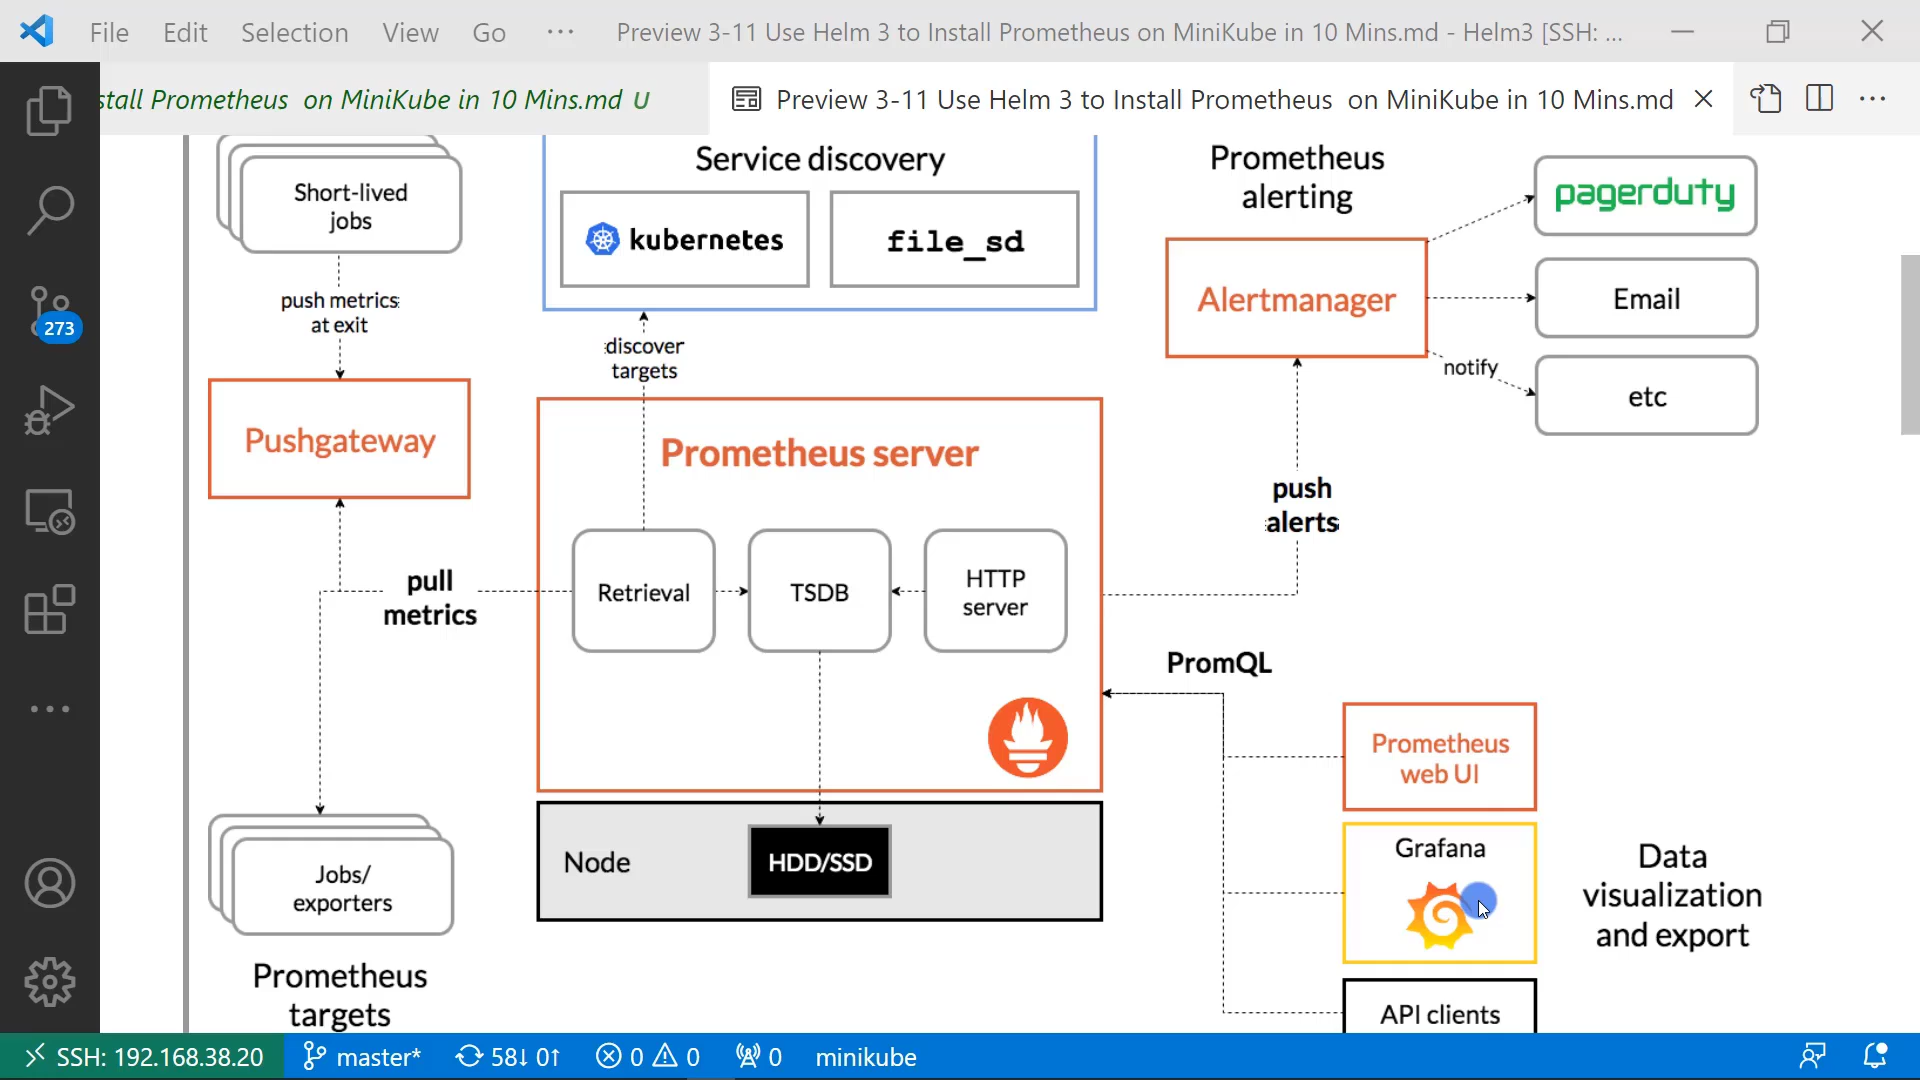 File Edit Selection View Go ··· Preview 3-11 Use Helm 3 to Install Prometheus on MiniKube in 10 Mins.md - Helm3 [SSH: ...
stall Prometheus on MiniKube in 10 Mins.md U
Preview 3-11 Use Helm 3 to Install Prometheus on MiniKube in 10 Mins.md
273
Short-lived
jobs
push metrics
at exit
Pushgateway
pull
metrics
Jobs/
exporters
Prometheus
targets
Service discovery
kubernetes
file_sd
discover
targets
Prometheus server
Retrieval
TSDB
HTTP
server
Node
HDD/SSD
Prometheus
alerting
Alertmanager
pagerduty
Email
notify
etc
push
alerts
PromQL
Prometheus
web UI
Grafana
API clients
Data
visualization
and export
SSH: 192.168.38.20 master* 58↓ 0↑ 0 0 0 minikube